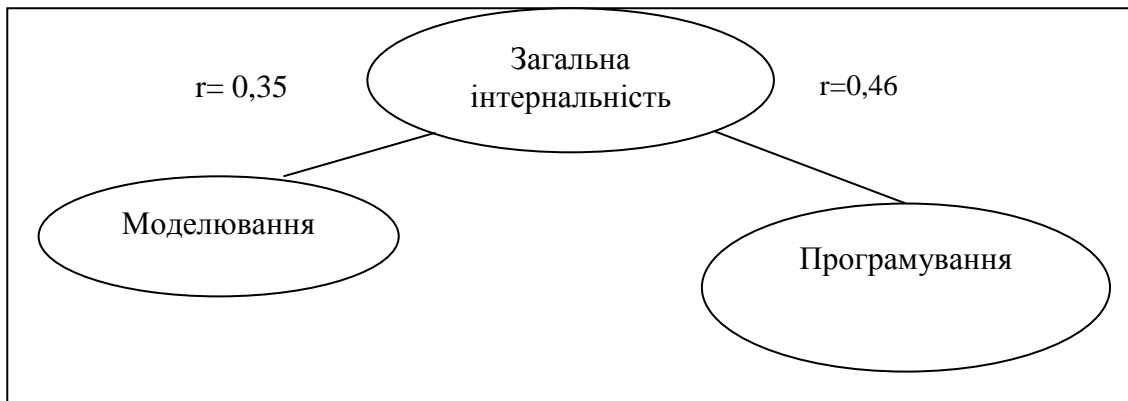 Загальна
інтернальність
r= 0,35
r=0,46
Моделювання
Програмування